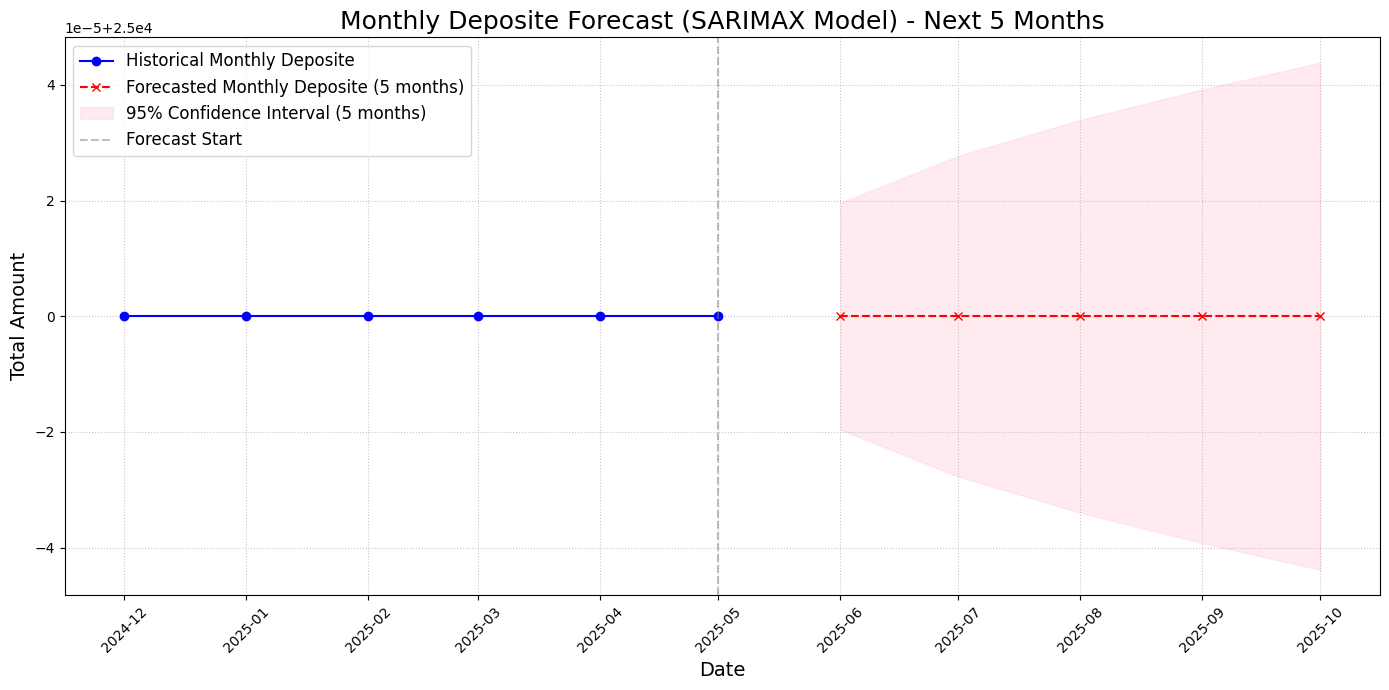 Monthly Deposite Forecast (SARIMAX Model) - Next 5 Months
1e−5+2.5e4
Historical Monthly Deposite
Forecasted Monthly Deposite (5 months)
95% Confidence Interval (5 months)
Forecast Start
Total Amount
4
2
0
−2
−4
2024-12
2025-01
2025-02
2025-03
2025-04
2025-05
2025-06
2025-07
2025-08
2025-09
2025-10
Date